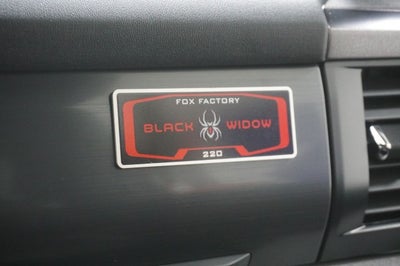 FOX FACTORY
BLACK WIDOW
220